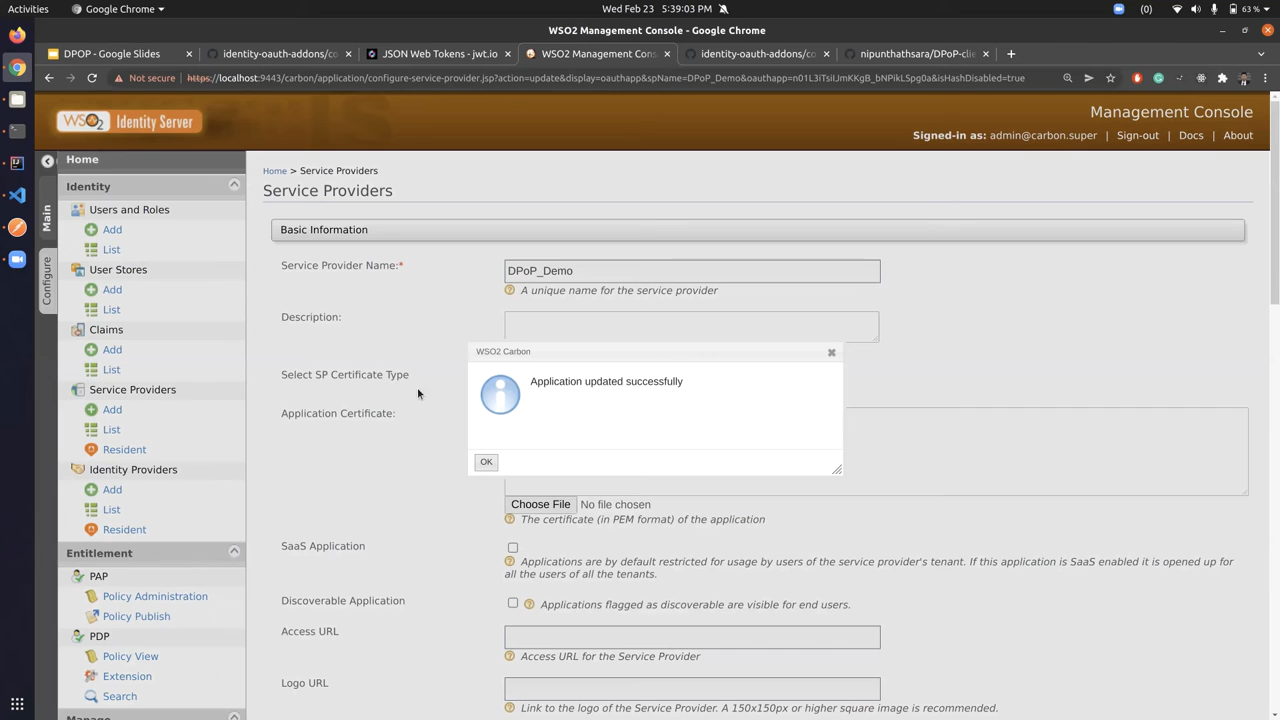 Activities
Google Chrome
Wed Feb 23 5:39:03 PM
(0)
63 %
WSO2 Management Console - Google Chrome
DPOP - Google Slides
identity-oauth-addons/co
JSON Web Tokens - jwt.io
WSO2 Management Cons
identity-oauth-addons/co
nipunthathsara/DPoP-clie
Not secure
https://localhost:9443/carbon/application/configure-service-provider.jsp?action=update&display=oauthapp&spName=DPoP_Demo&oauthapp=n01L3iTsiIJmKKgB_bNPikLSpg0a&isHashDisabled=true
WSO2 Identity Server
Management Console
Signed-in as: admin@carbon.super
Sign-out
Docs
About
Main
Configure
Home
Identity
Users and Roles
Add
List
User Stores
Add
List
Claims
Add
List
Service Providers
Add
List
Resident
Identity Providers
Add
List
Resident
Entitlement
PAP
Policy Administration
Policy Publish
PDP
Policy View
Extension
Search
Manage
Home > Service Providers
Service Providers
Basic Information
Service Provider Name:*
DPoP_Demo
A unique name for the service provider
Description:
Select SP Certificate Type
Application Certificate:
WSO2 Carbon
Application updated successfully
OK
Choose File No file chosen
The certificate (in PEM format) of the application
SaaS Application
Applications are by default restricted for usage by users of the service provider's tenant. If this application is SaaS enabled it is opened up for
all the users of all the tenants.
Discoverable Application
Applications flagged as discoverable are visible for end users.
Access URL
Access URL for the Service Provider
Logo URL
Link to the logo of the Service Provider. A 150x150px or higher square image is recommended.